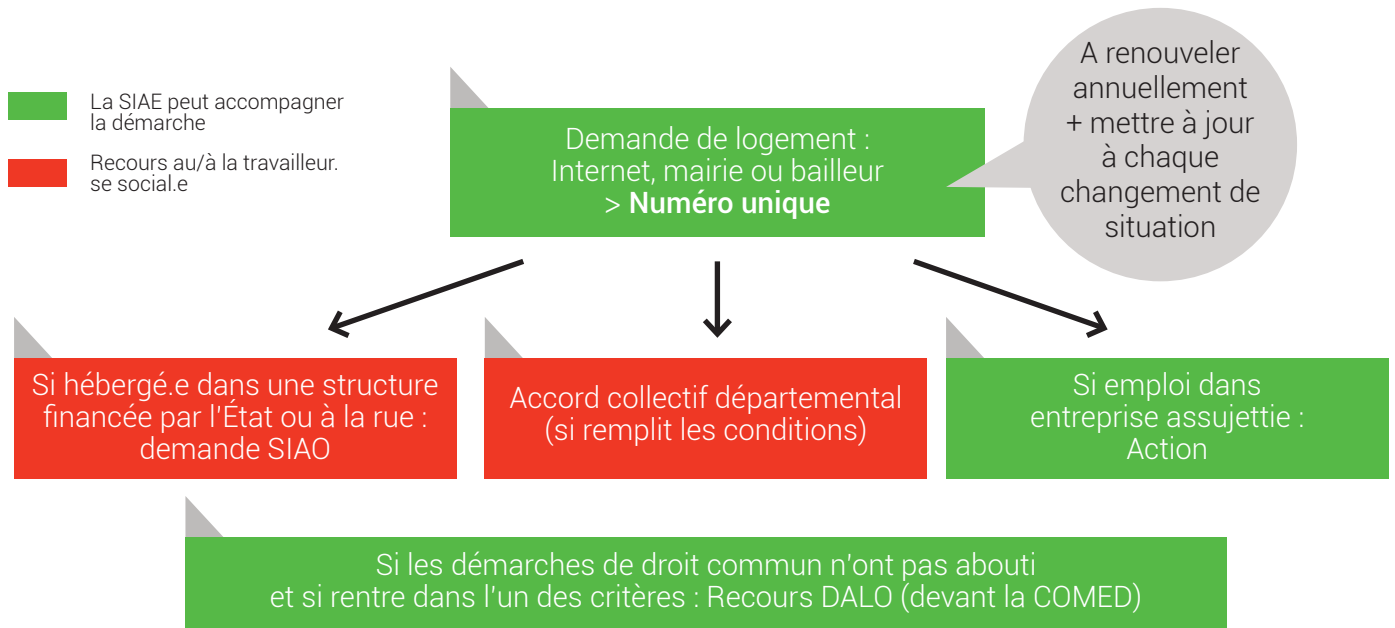 La SIAE peut accompagner
la démarche
Recours au/à la travailleur.
se social.e
Demande de logement :
Internet, mairie ou bailleur
> Numéro unique
A renouveler
annuellement
+ mettre à jour
à chaque
changement de
situation
Si hébergé.e dans une structure
financée par l'État ou à la rue :
demande SIAO
Accord collectif départemental
(si remplit les conditions)
Si emploi dans
entreprise assujettie :
Action
Si les démarches de droit commun n'ont pas abouti
et si rentre dans l'un des critères : Recours DALO (devant la COMED)